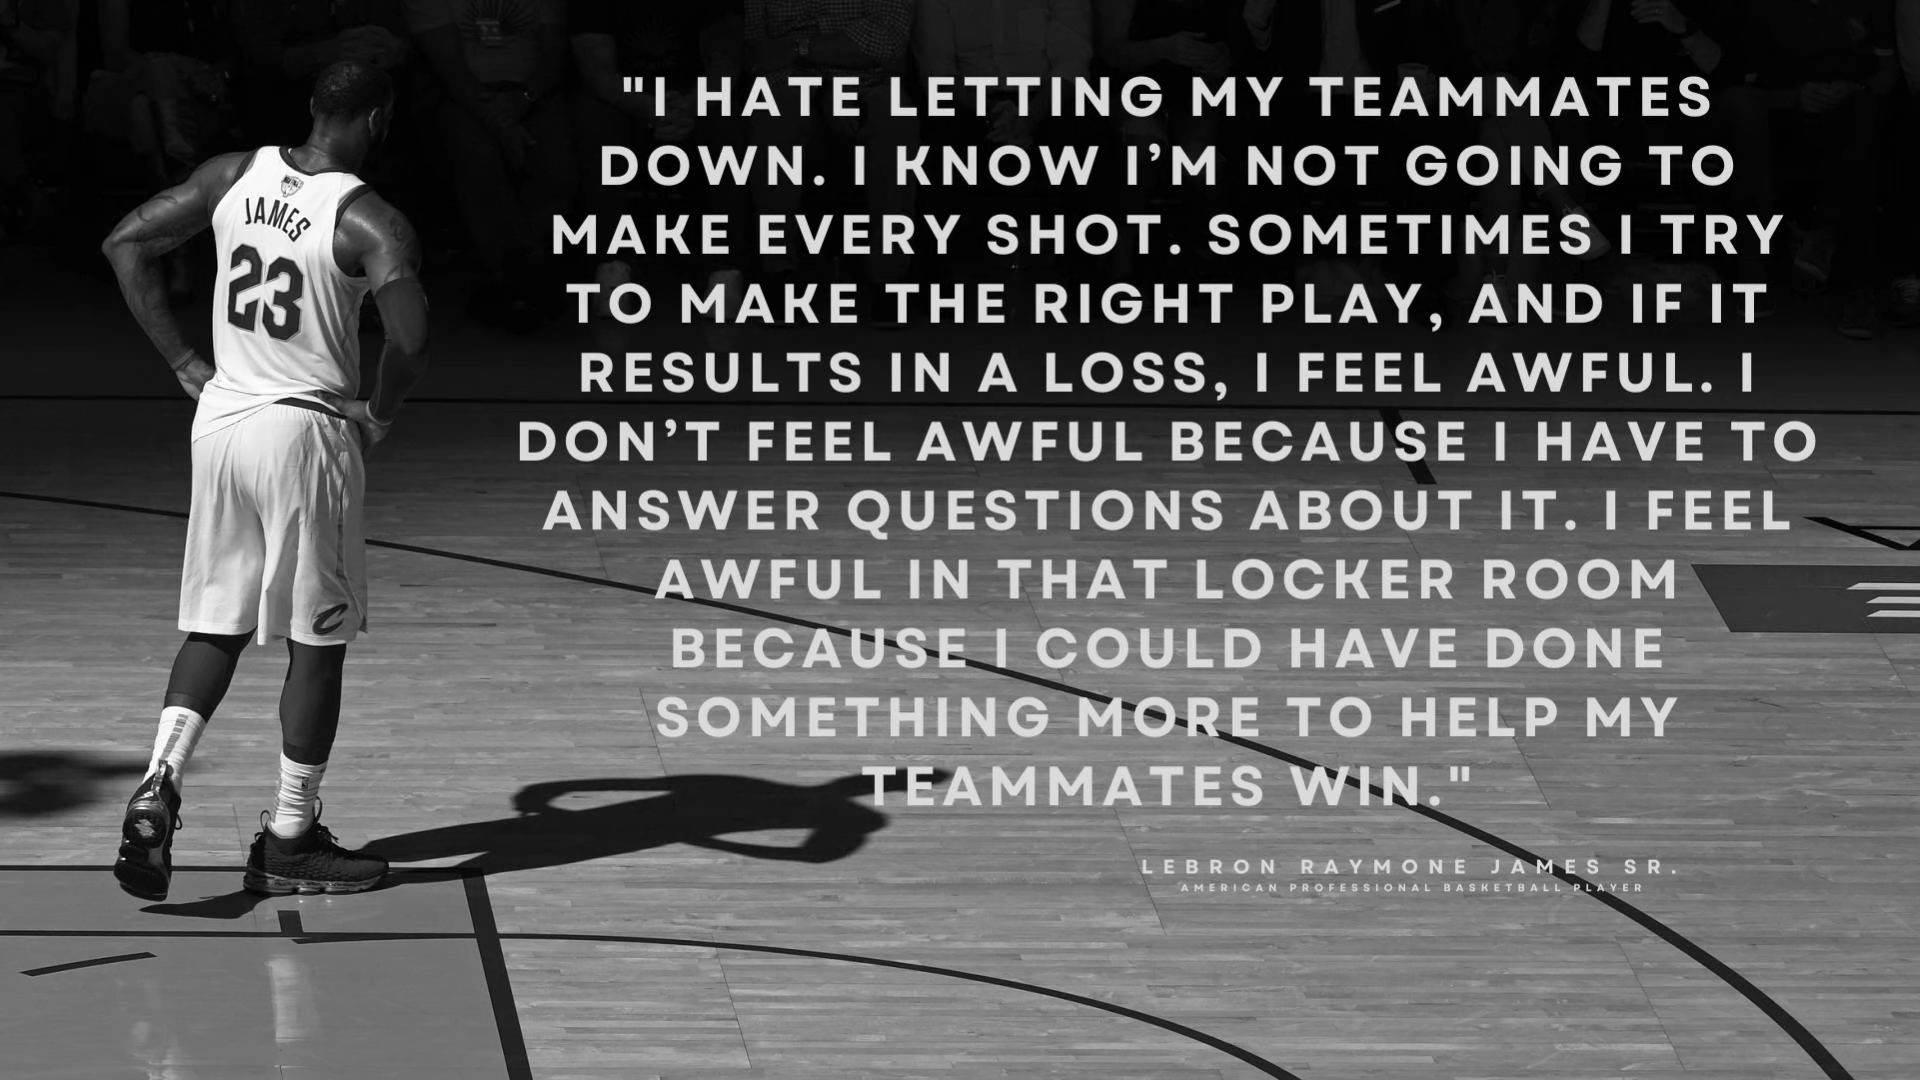 "I HATE LETTING MY TEAMMATES
DOWN. I KNOW I’M NOT GOING TO
MAKE EVERY SHOT. SOMETIMES I TRY
TO MAKE THE RIGHT PLAY, AND IF IT
RESULTS IN A LOSS, I FEEL AWFUL. I
DON’T FEEL AWFUL BECAUSE I HAVE TO
ANSWER QUESTIONS ABOUT IT. I FEEL
AWFUL IN THAT LOCKER ROOM
BECAUSE I COULD HAVE DONE
SOMETHING MORE TO HELP MY
TEAMMATES WIN."
LEBRON RAYMONE JAMES SR.
AMERICAN PROFESSIONAL BASKETBALL PLAYER
JAMES
23
C